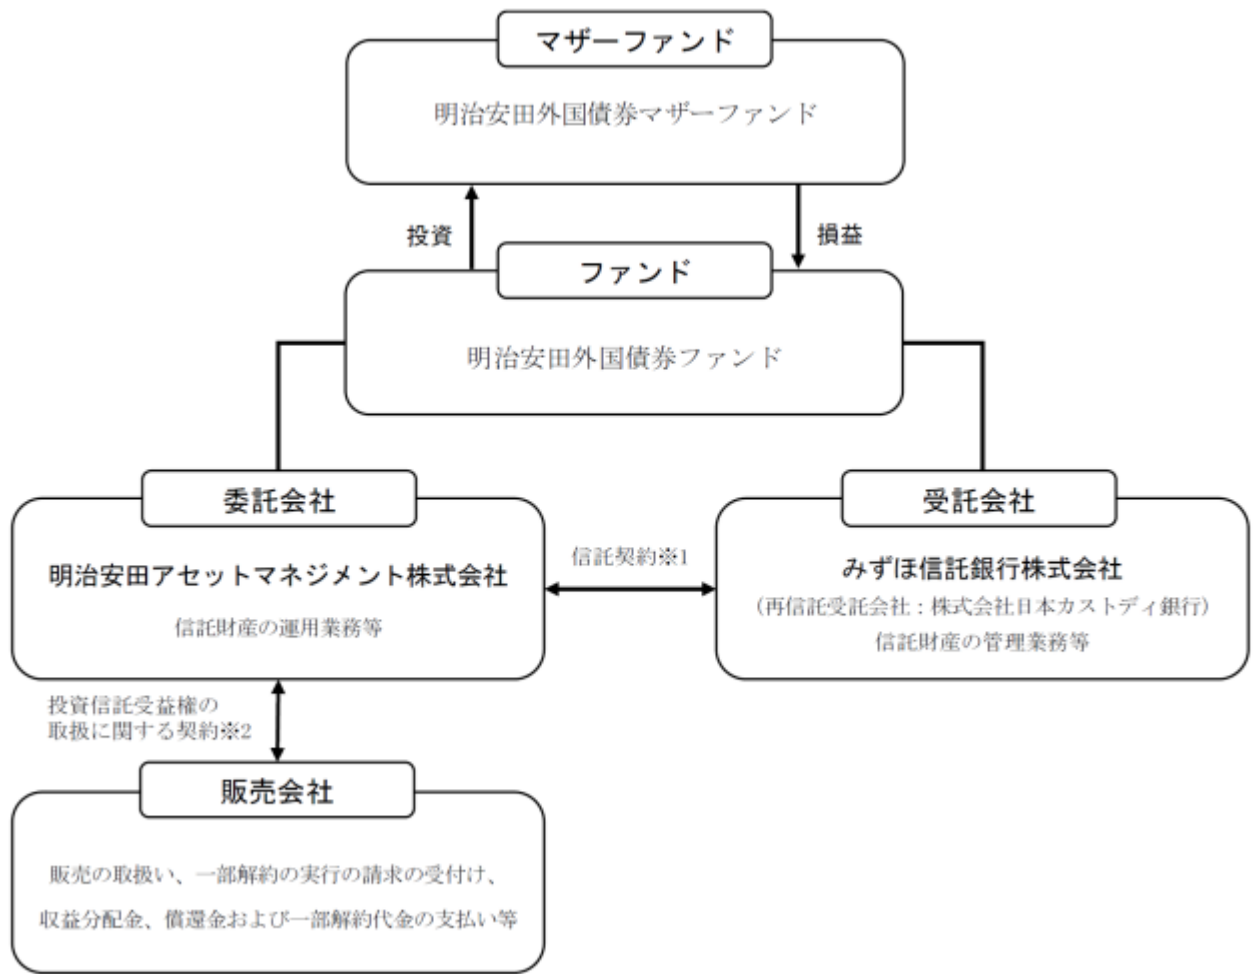 マザーファンド
明治安田外国債券マザーファンド
投資
損益
ファンド
明治安田外国債券ファンド
委託会社
明治安田アセットマネジメント株式会社
信託財産の運用業務等
信託契約※1
受託会社
みずほ信託銀行株式会社
(再信託受託会社:株式会社日本カストディ銀行)
信託財産の管理業務等
投資信託受益権の
取扱に関する契約※2
販売会社
販売の取扱い、一部解約の実行の請求の受付け、
収益分配金、償還金および一部解約代金の支払い等